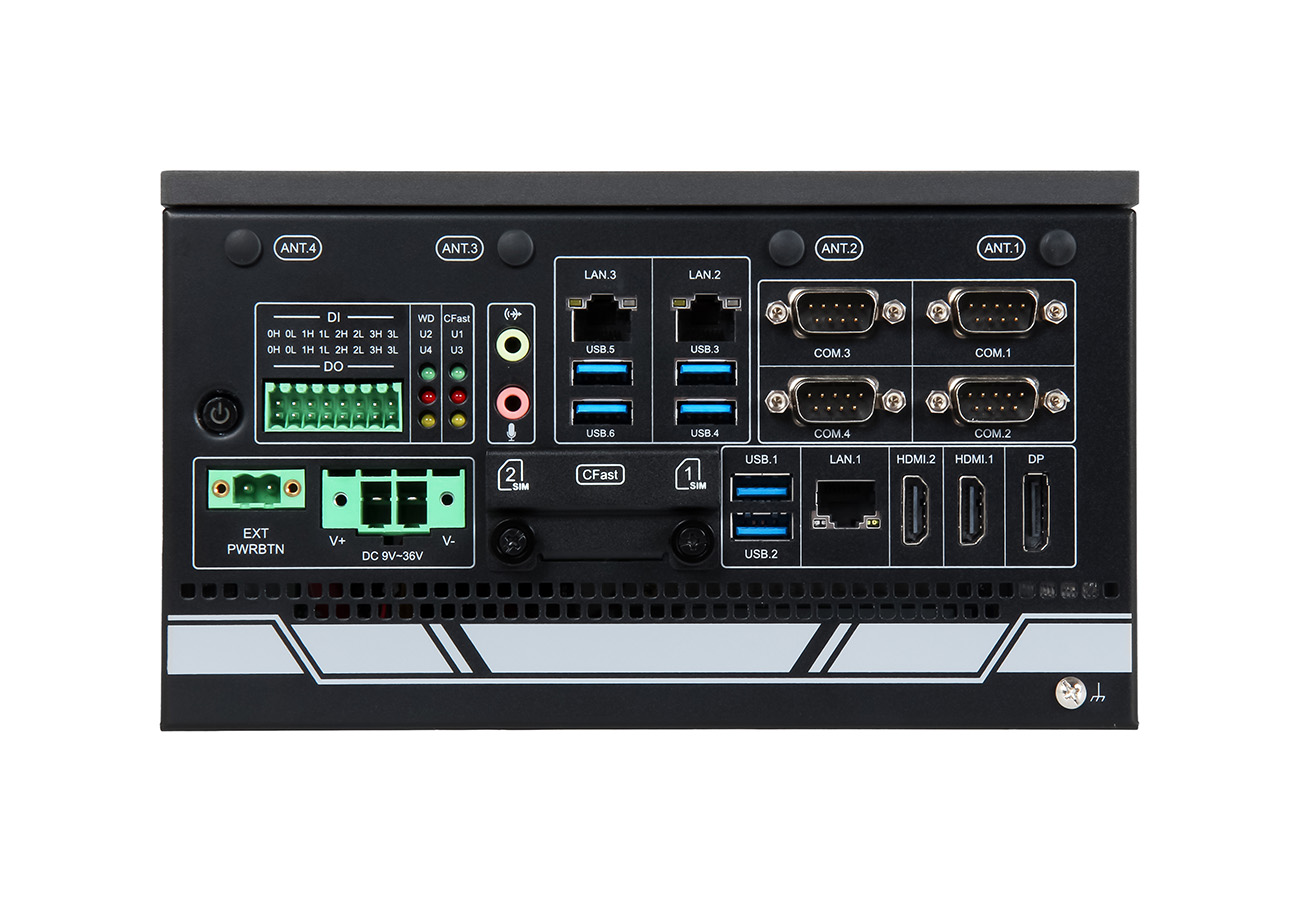 ANT.4
ANT.3
ANT.2
ANT.1
LAN.3
LAN.2
DI
0H 0L 1H 1L 2H 2L 3H 3L
0H 0L 1H 1L 2H 2L 3H 3L
DO
WD
U2
U4
CFast
U1
U3
USB.5
USB.3
USB.6
USB.4
COM.3
COM.1
COM.4
COM.2
EXT
PWRBTN
V+
V-
DC 9V~36V
2
SIM
CFast
1
SIM
USB.1
USB.2
LAN.1
HDMI.2
HDMI.1
DP